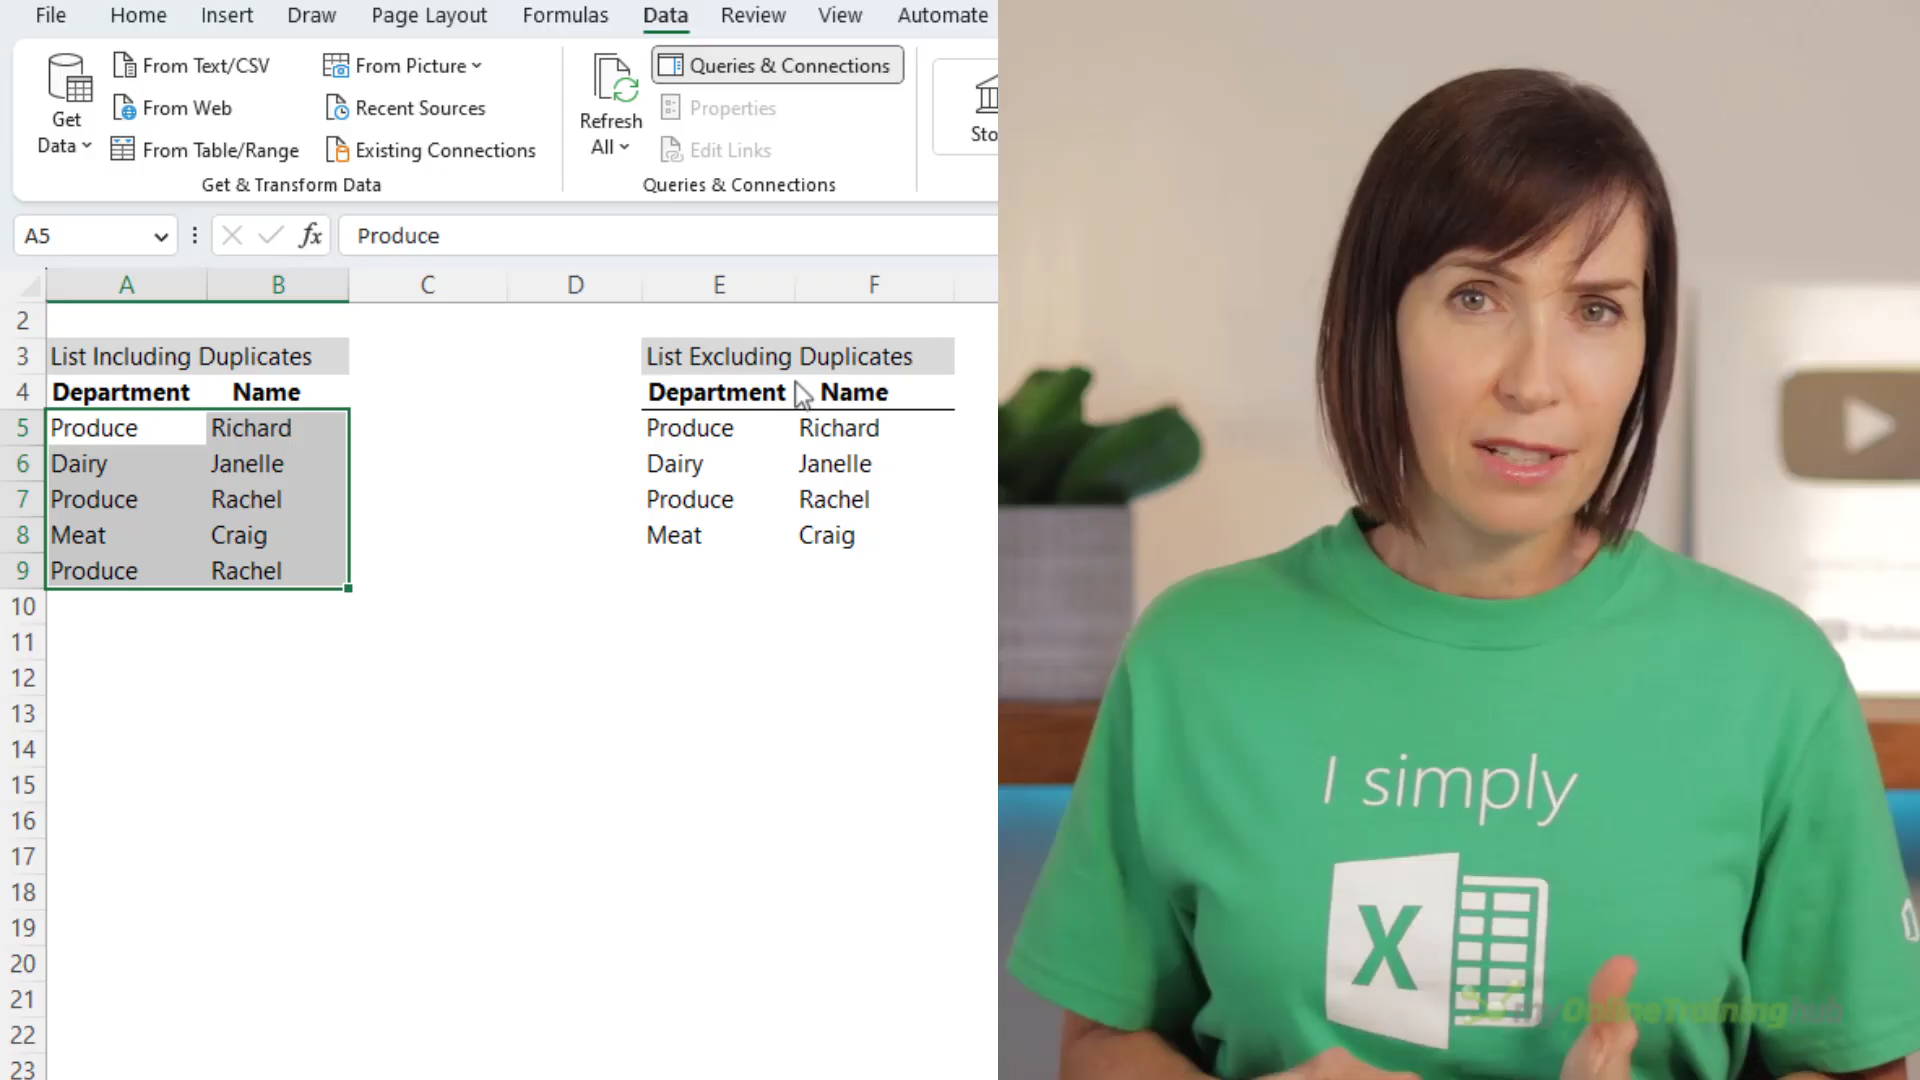 File Home Insert Draw Page Layout Formulas Data Review View Automate
From Text/CSV From Picture Queries & Connections
From Web Recent Sources Properties
Get Data From Table/Range Existing Connections Refresh All Edit Links
Get & Transform Data Queries & Connections
A5 fx Produce
A B C D E F
2
3 List Including Duplicates List Excluding Duplicates
4 Department Name Department Name
5 Produce Richard Produce Richard
6 Dairy Janelle Dairy Janelle
7 Produce Rachel Produce Rachel
8 Meat Craig Meat Craig
9 Produce Rachel
10
11
12
13
14
15
16
17
18
19
20
21
22
23
I simply
X
myOnlineTraininghub